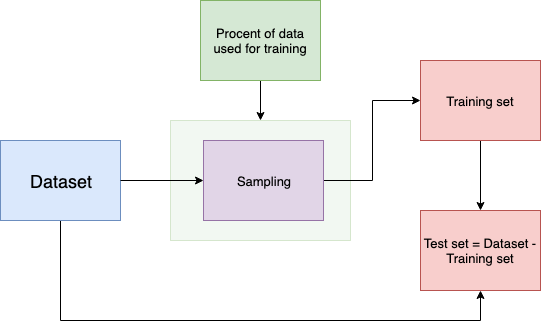 Procent of data
used for training
Training set
Dataset
Sampling
Test set = Dataset -
Training set